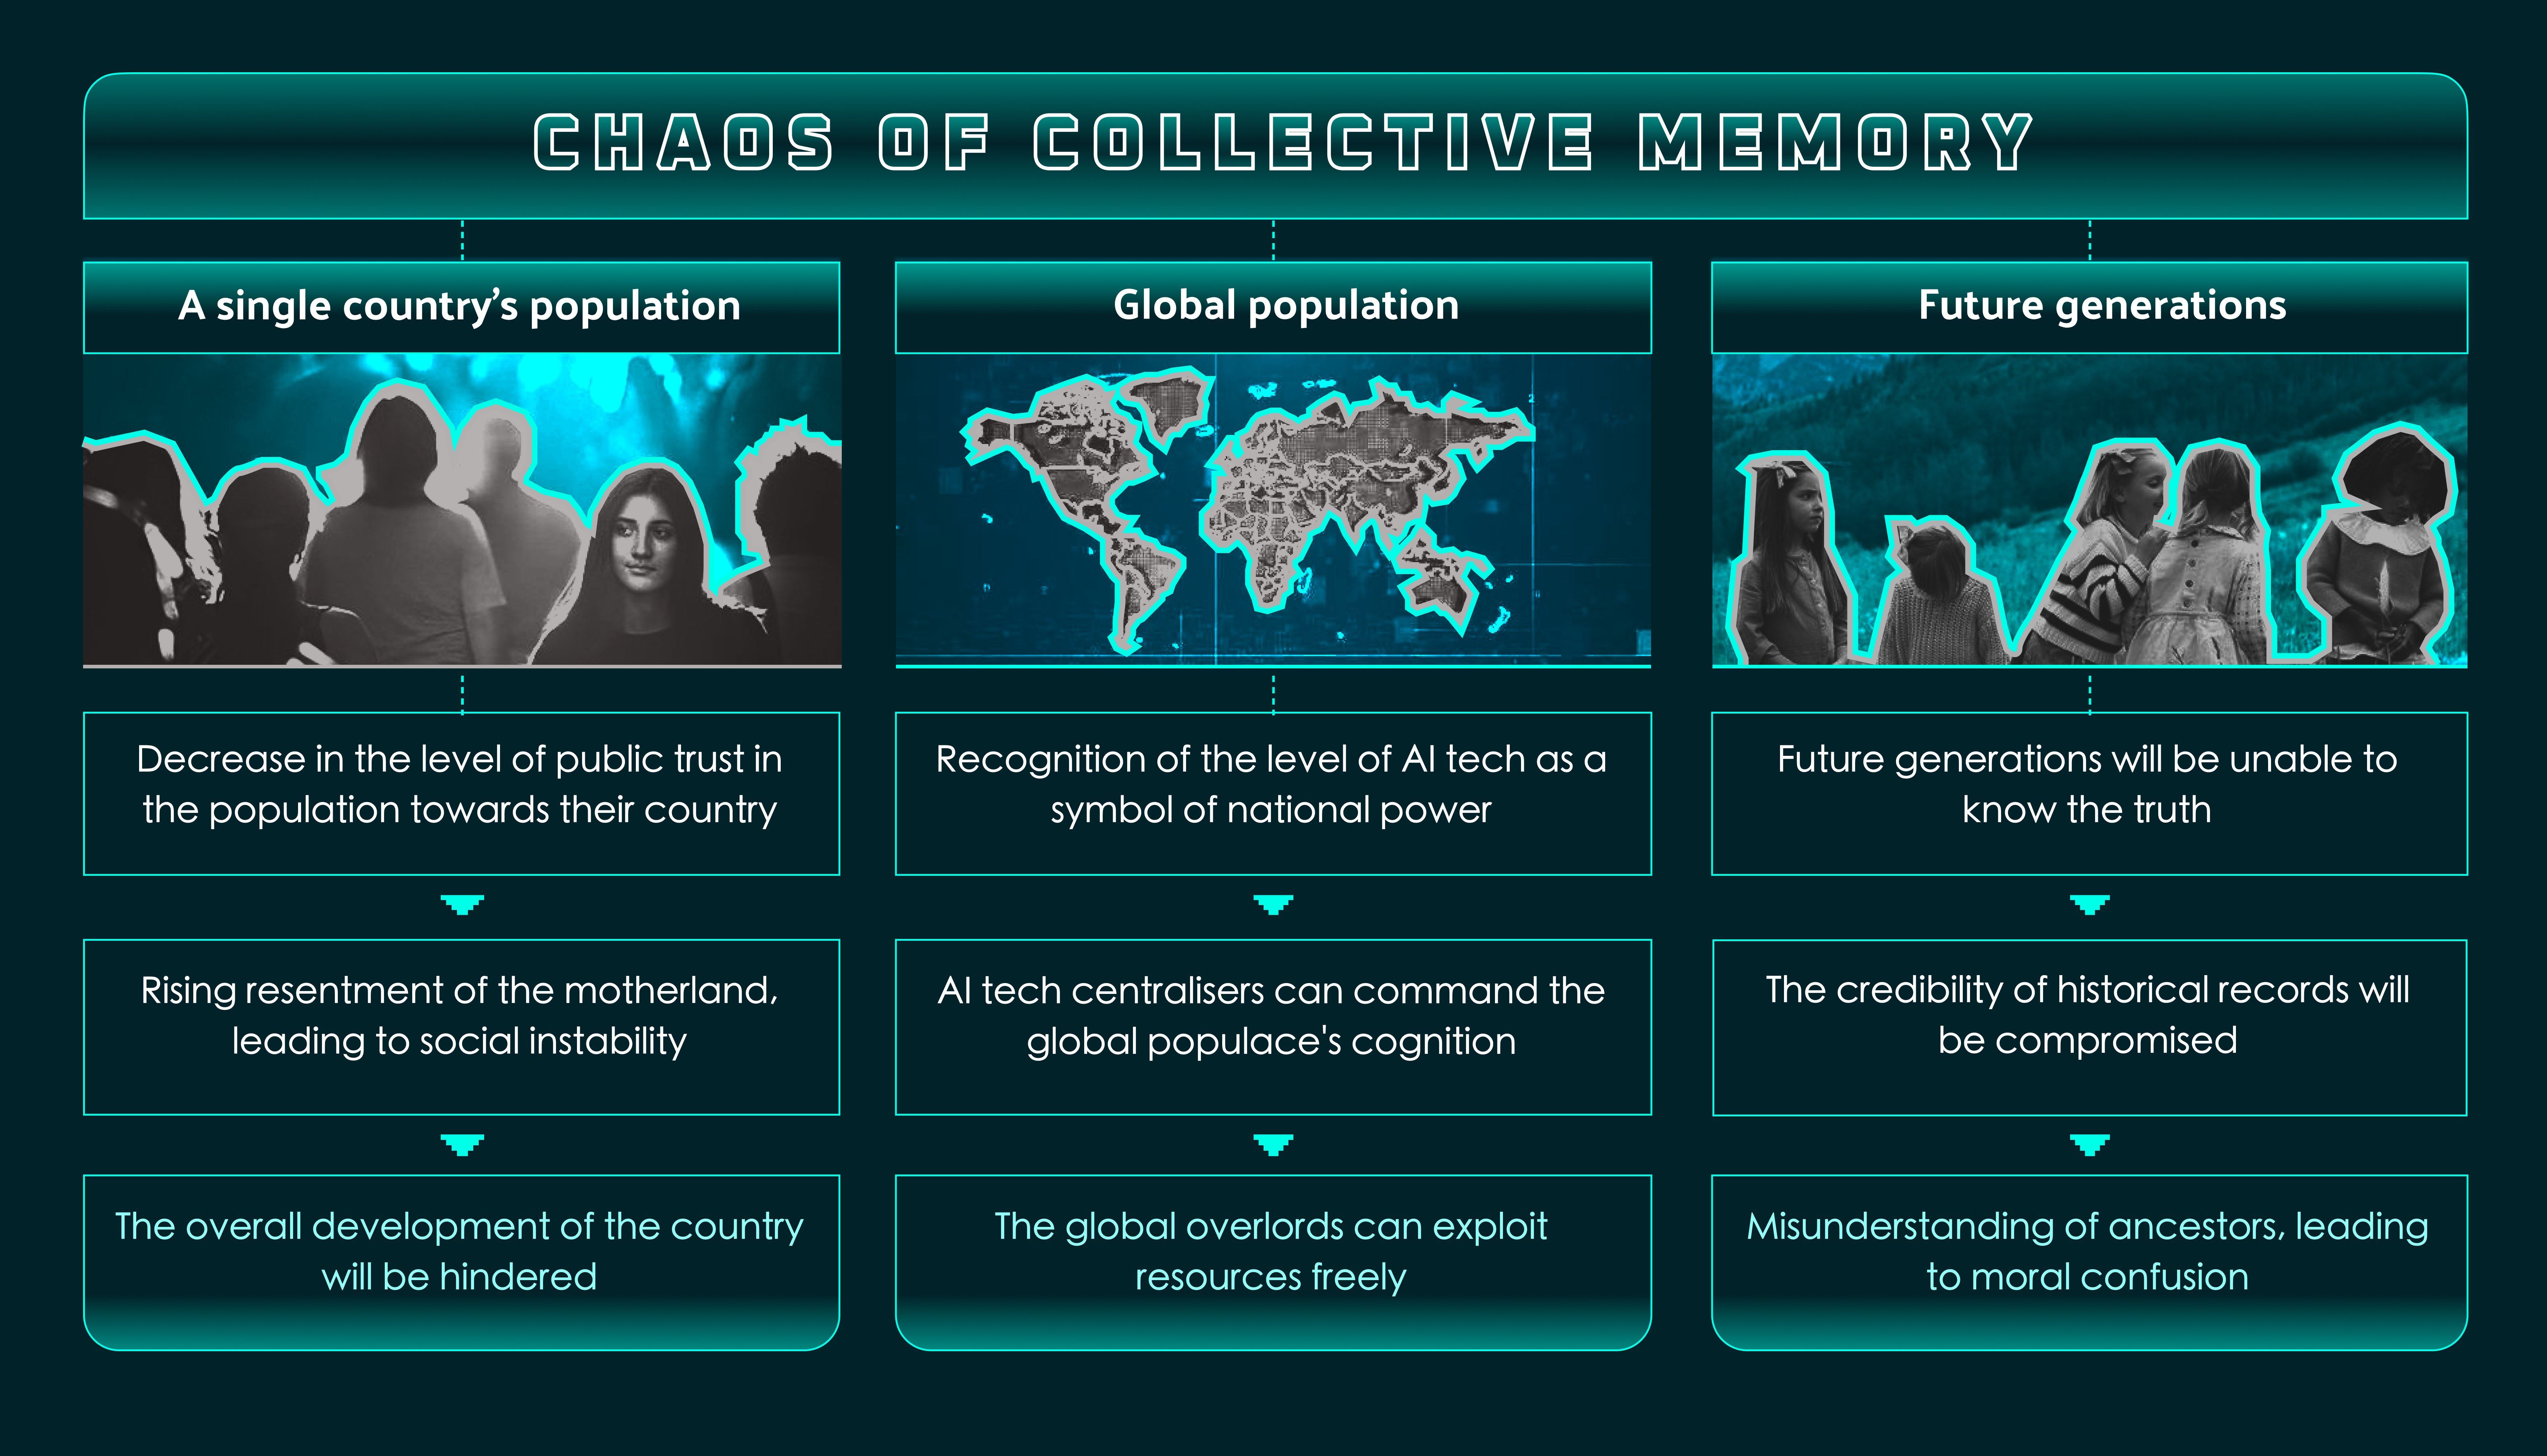 CHAOS OF COLLECTIVE MEMORY
A single country’s population
Decrease in the level of public trust in
the population towards their country
Rising resentment of the motherland,
leading to social instability
The overall development of the country
will be hindered
Global population
Recognition of the level of AI tech as a
symbol of national power
AI tech centralisers can command the
global populace's cognition
The global overlords can exploit
resources freely
Future generations
Future generations will be unable to
know the truth
The credibility of historical records will
be compromised
Misunderstanding of ancestors, leading
to moral confusion